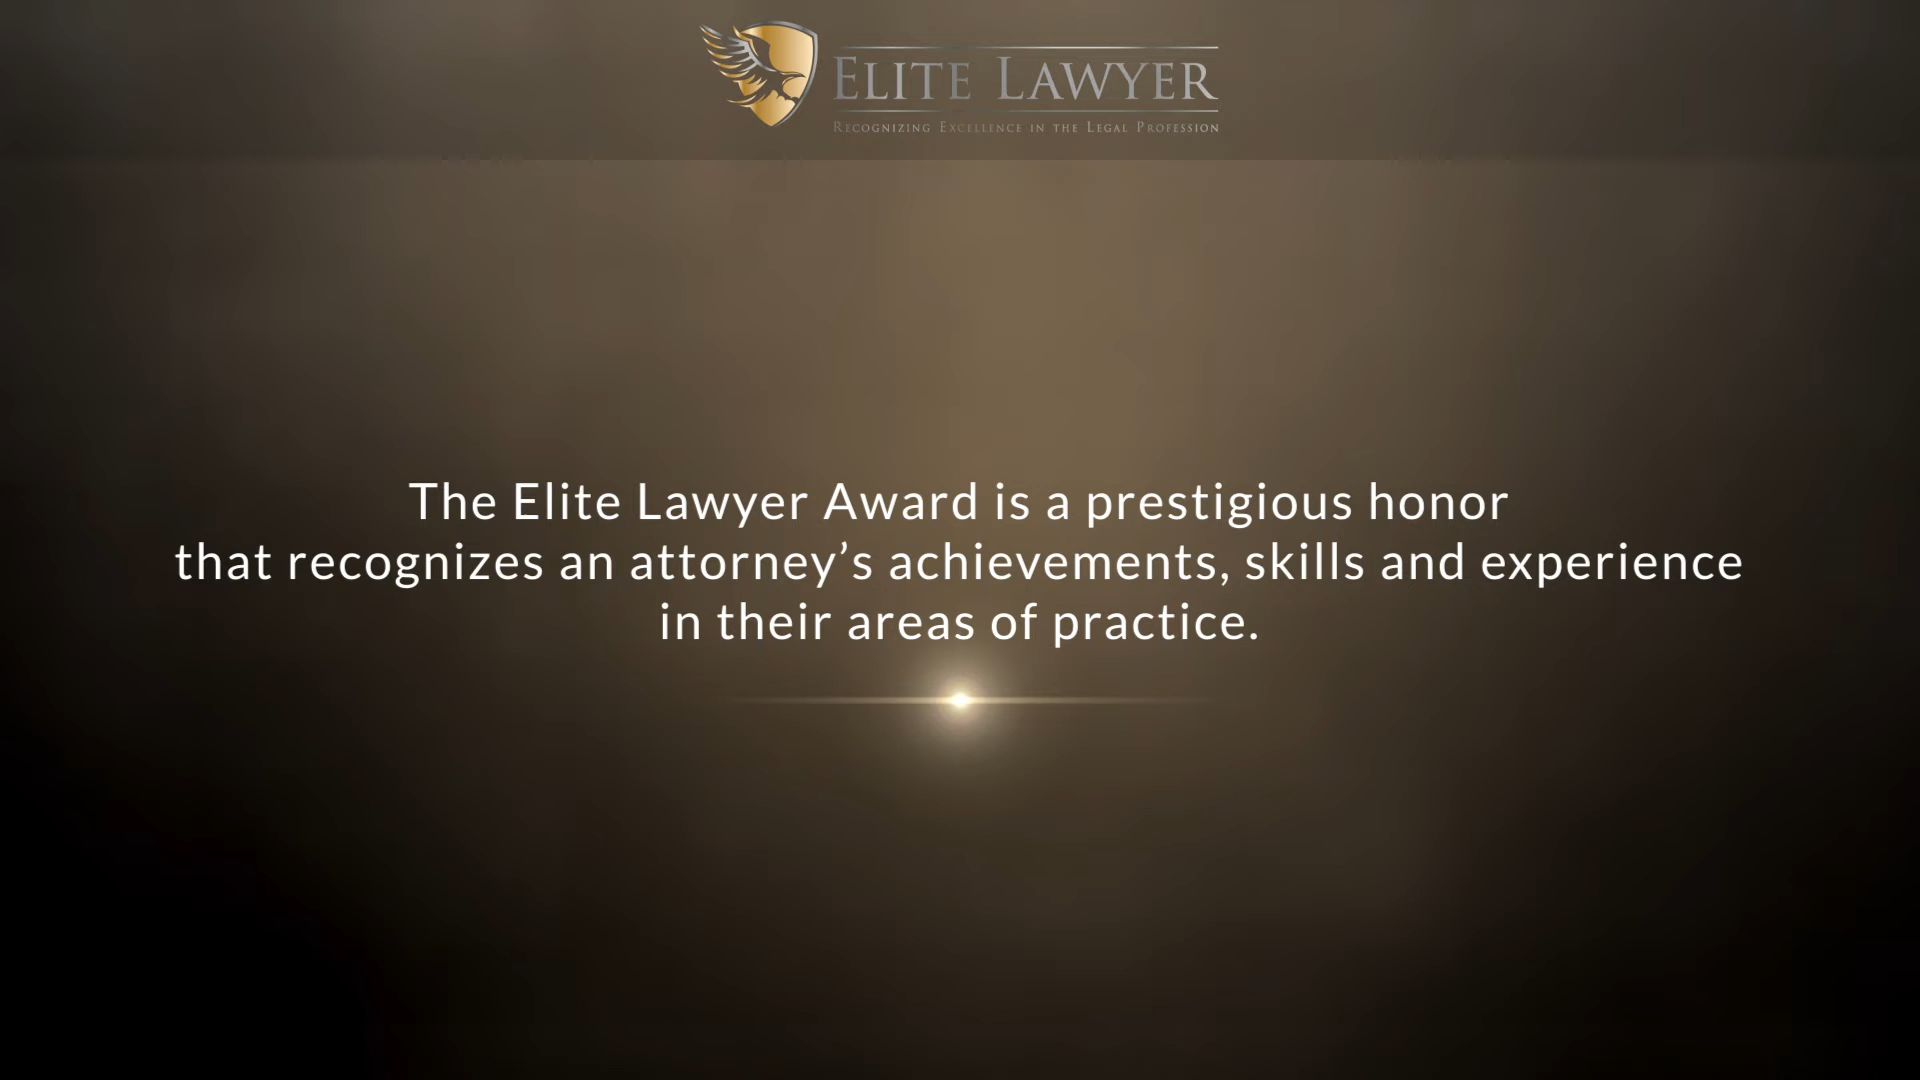 ELITE LAWYER
RECOGNIZING EXCELLENCE IN THE LEGAL PROFESSION
The Elite Lawyer Award is a prestigious honor
that recognizes an attorney’s achievements, skills and experience
in their areas of practice.